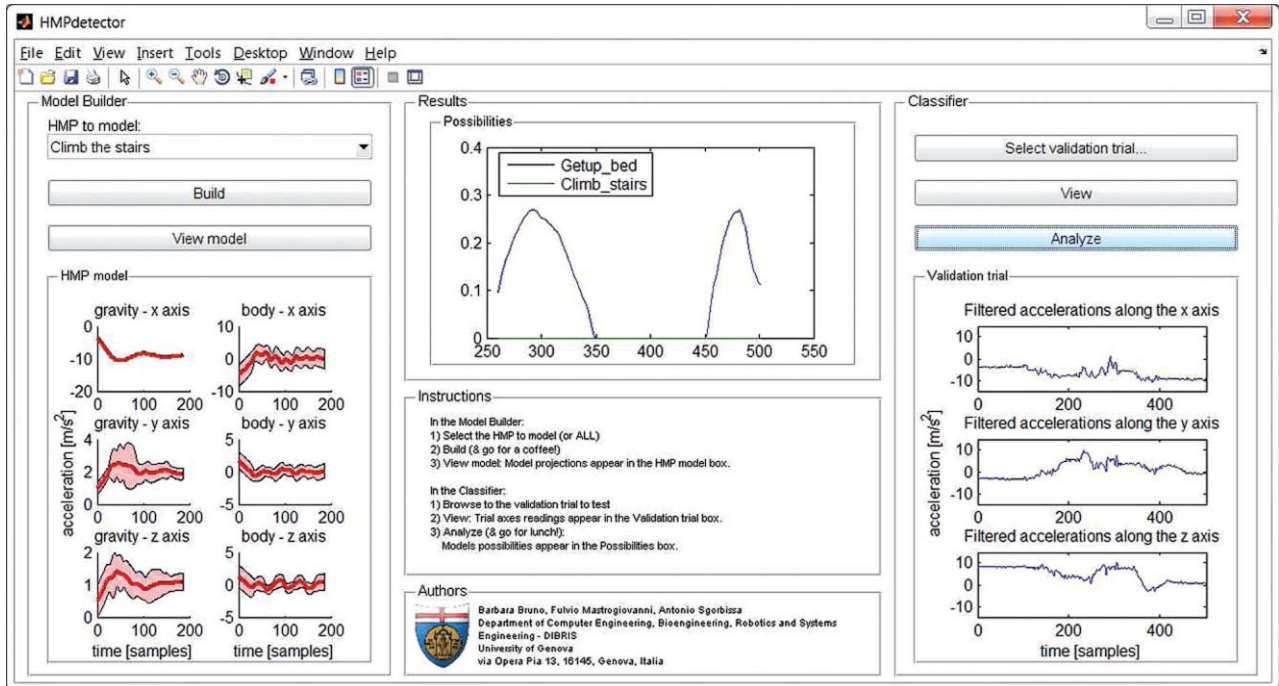 HMPdetector
File Edit View Insert Tools Desktop Window Help
Model Builder
HMP to model:
Climb the stairs
Build
View model
HMP model
gravity - x axis
body - x axis
0
-10
-20
10
0
-10
0 100 200
0 100 200
gravity - y axis
body - y axis
4
2
0
5
0
-5
0 100 200
0 100 200
gravity - z axis
body - z axis
2
1
0
5
0
-5
0 100 200
0 100 200
acceleration [m/s²]
time [samples]
time [samples]
Results
Possibilities
Getup_bed
Climb_stairs
0.4
0.3
0.2
0.1
0
250 300 350 400 450 500 550
Instructions
In the Model Builder:
1) Select the HMP to model (or ALL)
2) Build (& go for a coffee!)
3) View model: Model projections appear in the HMP model box.
In the Classifier:
1) Browse to the validation trial to test
2) View: Trial axes readings appear in the Validation trial box.
3) Analyze (& go for lunch!):
Models possibilities appear in the Possibilities box.
Authors
Barbara Bruno, Fulvio Mastrogiovanni, Antonio Sgorbissa
Department of Computer Engineering, Bioengineering, Robotics and Systems
Engineering - DIBRIS
University of Genova
via Opera Pia 13, 16145, Genova, Italia
Classifier
Select validation trial...
View
Analyze
Validation trial
Filtered accelerations along the x axis
10
0
-10
0 200 400
Filtered accelerations along the y axis
10
0
-10
0 200 400
Filtered accelerations along the z axis
10
0
-10
0 200 400
acceleration [m/s²]
time [samples]